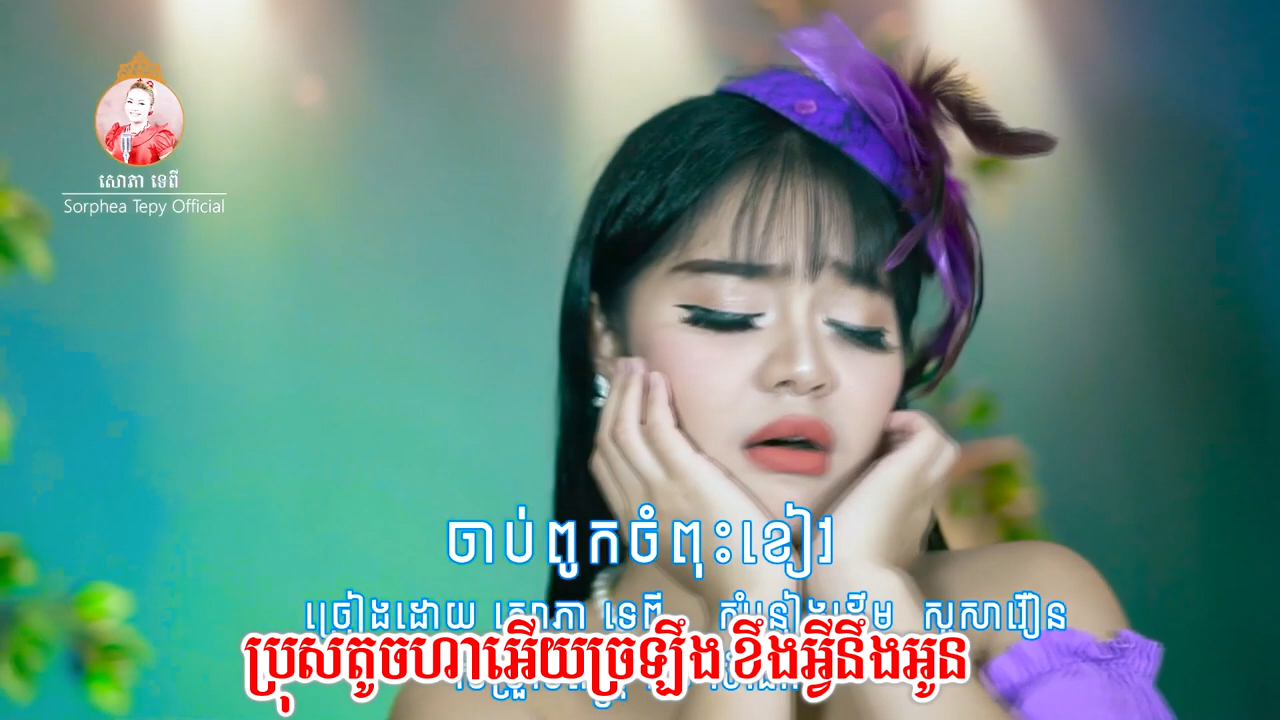 សោភា ទេពី
Sorphea Tepy Official
ចាប់ពូកចំពុះខៀវ
ច្រៀងដោយ សោភា ទេពី
ប្រុសតូចហាអើយច្រឡឹង ខឹងអ្វីនឹងអូន